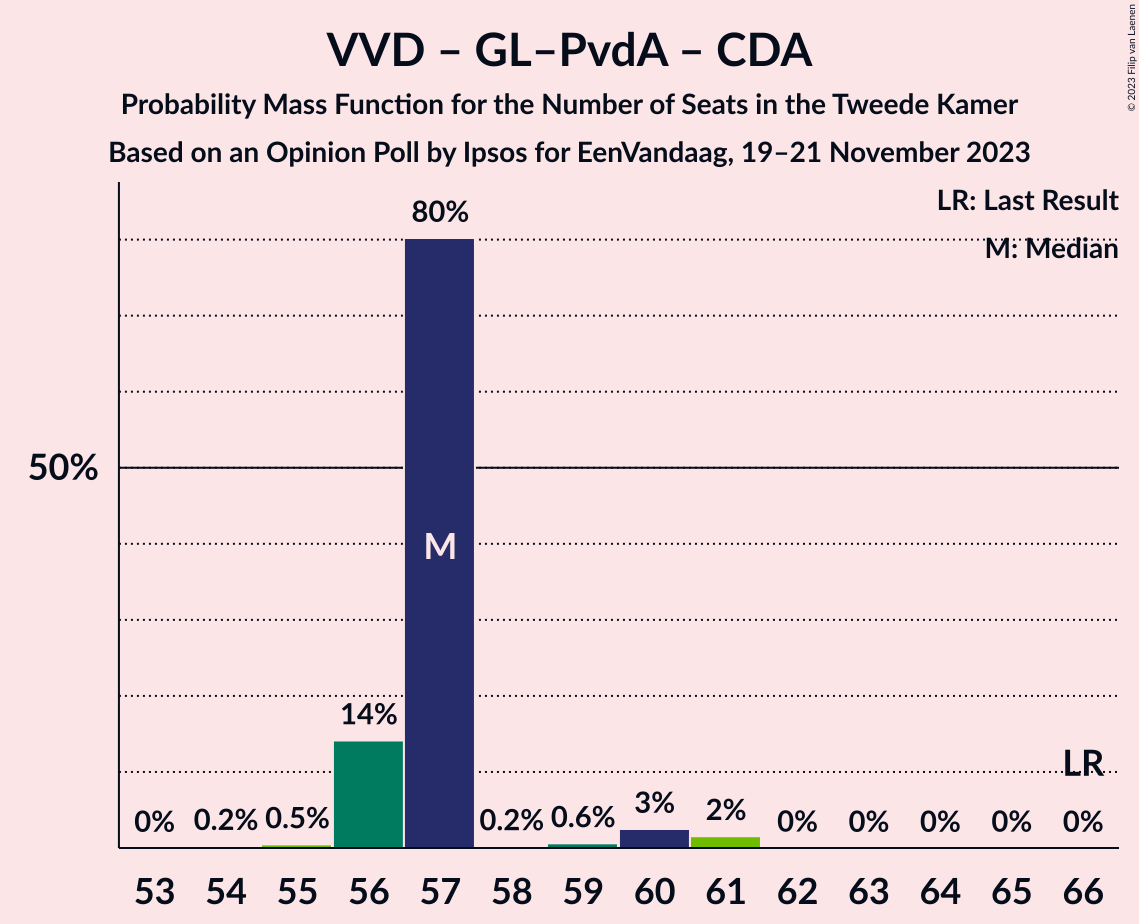 VVD – GL–PvdA – CDA
Probability Mass Function for the Number of Seats in the Tweede Kamer
Based on an Opinion Poll by Ipsos for EenVandaag, 19–21 November 2023
© 2023 Filip van Laenen
LR: Last Result
M: Median
50%
80%
M
14%
LR
0% 0.2% 0.5% 0.2% 0.6% 3% 2% 0% 0% 0% 0% 0%
53 54 55 56 57 58 59 60 61 62 63 64 65 66